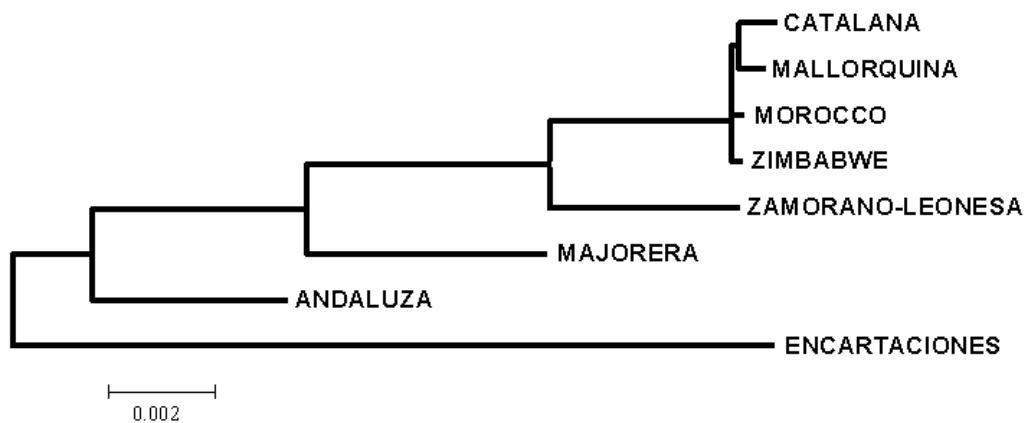 CATALANA
MALLORQUINA
MOROCCO
ZIMBABWE
ZAMORANO-LEONESA
MAJORERA
ANDALUZA
ENCARTACIONES
0.002